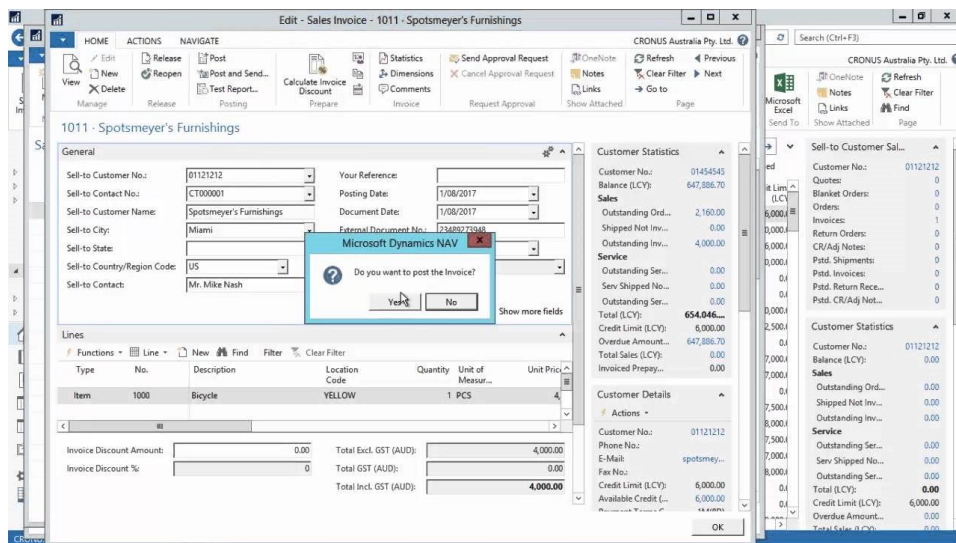 Edit - Sales Invoice - 1011 · Spotsmeyer's Furnishings
HOME ACTIONS NAVIGATE
CRONUS Australia Pty. Ltd.
View
Edit
New
Delete
Manage
Release
Reopen
Release
Post
Post and Send...
Test Report...
Posting
Calculate Invoice Discount
Prepare
Statistics
Dimensions
Comments
Invoice
Send Approval Request
Cancel Approval Request
Request Approval
OneNote
Notes
Links
Show Attached
Refresh
Clear Filter
Go to
Previous
Next
Page
1011 · Spotsmeyer's Furnishings
General
Sell-to Customer No.: 01121212
Sell-to Contact No.: CT000001
Sell-to Customer Name: Spotsmeyer's Furnishings
Sell-to City: Miami
Sell-to State:
Sell-to Country/Region Code: US
Sell-to Contact: Mr. Mike Nash
Your Reference:
Posting Date: 1/08/2017
Document Date: 1/08/2017
External Document No.: 23489273948
Show more fields
Microsoft Dynamics NAV
Do you want to post the Invoice?
Yes No
Lines
Functions Line New Find Filter Clear Filter
Type No. Description Location Code Quantity Unit of Measur... Unit Price
Item 1000 Bicycle YELLOW 1 PCS 4,
Invoice Discount Amount: 0.00
Invoice Discount %: 0
Total Excl. GST (AUD): 4,000.00
Total GST (AUD): 0.00
Total Incl. GST (AUD): 4,000.00
Customer Statistics
Customer No.: 01454545
Balance (LCY): 647,886.70
Sales
Outstanding Ord... 2,160.00
Shipped Not Inv... 0.00
Outstanding Inv... 4,000.00
Service
Outstanding Ser... 0.00
Serv Shipped No... 0.00
Outstanding Ser... 0.00
Total (LCY): 654,046....
Credit Limit (LCY): 6,000.00
Overdue Amount... 647,886.70
Total Sales (LCY): 0.00
Invoiced Prepay... 0.00
Customer Details
Actions
Customer No.: 01121212
Phone No.:
E-Mail: spotsmey...
Fax No.:
Credit Limit (LCY): 6,000.00
Available Credit (... 6,000.00
OK
Search (Ctrl+F3)
CRONUS Australia Pty. Ltd.
Microsoft Excel
Send To
OneNote
Notes
Links
Show Attached
Refresh
Clear Filter
Find
Page
Sell-to Customer Sal...
Customer No.: 01121212
Quotes: 0
Blanket Orders: 0
Orders: 0
Invoices: 1
Return Orders: 0
CR/Adj Notes: 0
Pstd. Shipments: 0
Pstd. Invoices: 0
Pstd. Return Rece... 0
Pstd. CR/Adj Not... 0
Customer Statistics
Customer No.: 01121212
Balance (LCY): 0.00
Sales
Outstanding Ord... 0.00
Shipped Not Inv... 0.00
Outstanding Inv... 0.00
Service
Outstanding Ser... 0.00
Serv Shipped No... 0.00
Outstanding Ser... 0.00
Total (LCY): 0.00
Credit Limit (LCY): 6,000.00
Overdue Amount... 0.00
Total Sales (LCY): 0.00